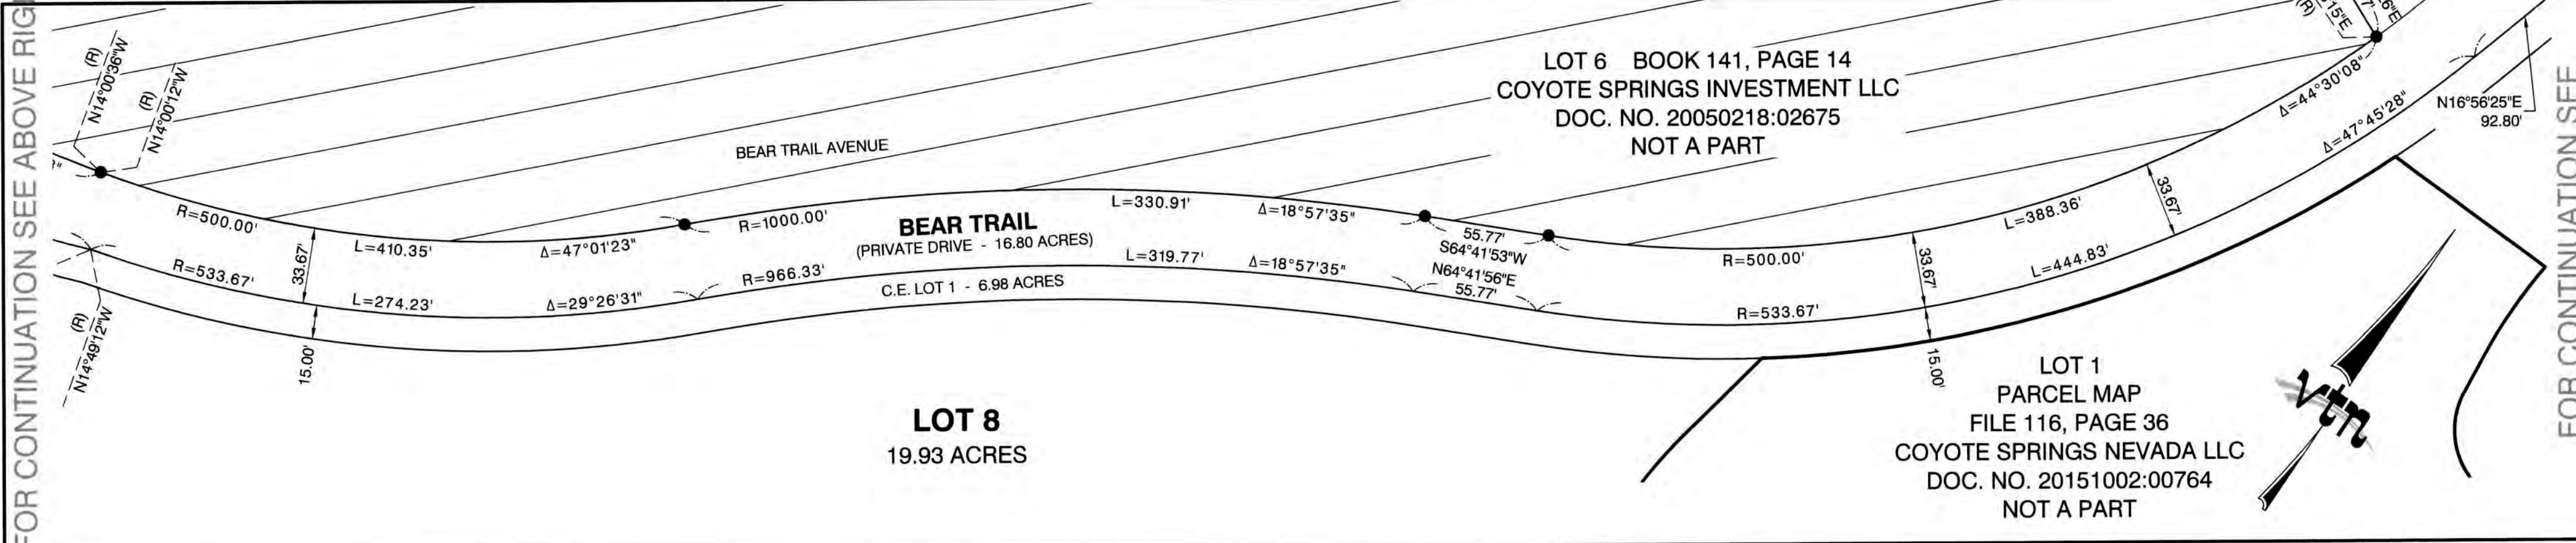 FOR CONTINUATION SEE ABOVE
(R)
N14°00'36"W
(R)
N14°00'12"W
BEAR TRAIL AVENUE
LOT 6 BOOK 141, PAGE 14
COYOTE SPRINGS INVESTMENT LLC
DOC. NO. 20050218:02675
NOT A PART
R=500.00'
L=410.35'
Δ=47°01'23"
R=1000.00'
L=330.91'
Δ=18°57'35"
55.77'
S64°41'53"W
R=500.00'
L=388.36'
Δ=44°30'08"
(R)
33.67'
BEAR TRAIL
(PRIVATE DRIVE - 16.80 ACRES)
33.67'
33.67'
R=533.67'
L=274.23'
Δ=29°26'31"
R=966.33'
L=319.77'
Δ=18°57'35"
N64°41'56"E
55.77'
R=533.67'
L=444.83'
Δ=47°45'28"
N16°56'25"E
92.80'
C.E. LOT 1 - 6.98 ACRES
(R)
N14°49'12"W
15.00'
15.00'
LOT 8
19.93 ACRES
LOT 1
PARCEL MAP
FILE 116, PAGE 36
COYOTE SPRINGS NEVADA LLC
DOC. NO. 20151002:00764
NOT A PART
vtn
FOR CONTINUATION SEE